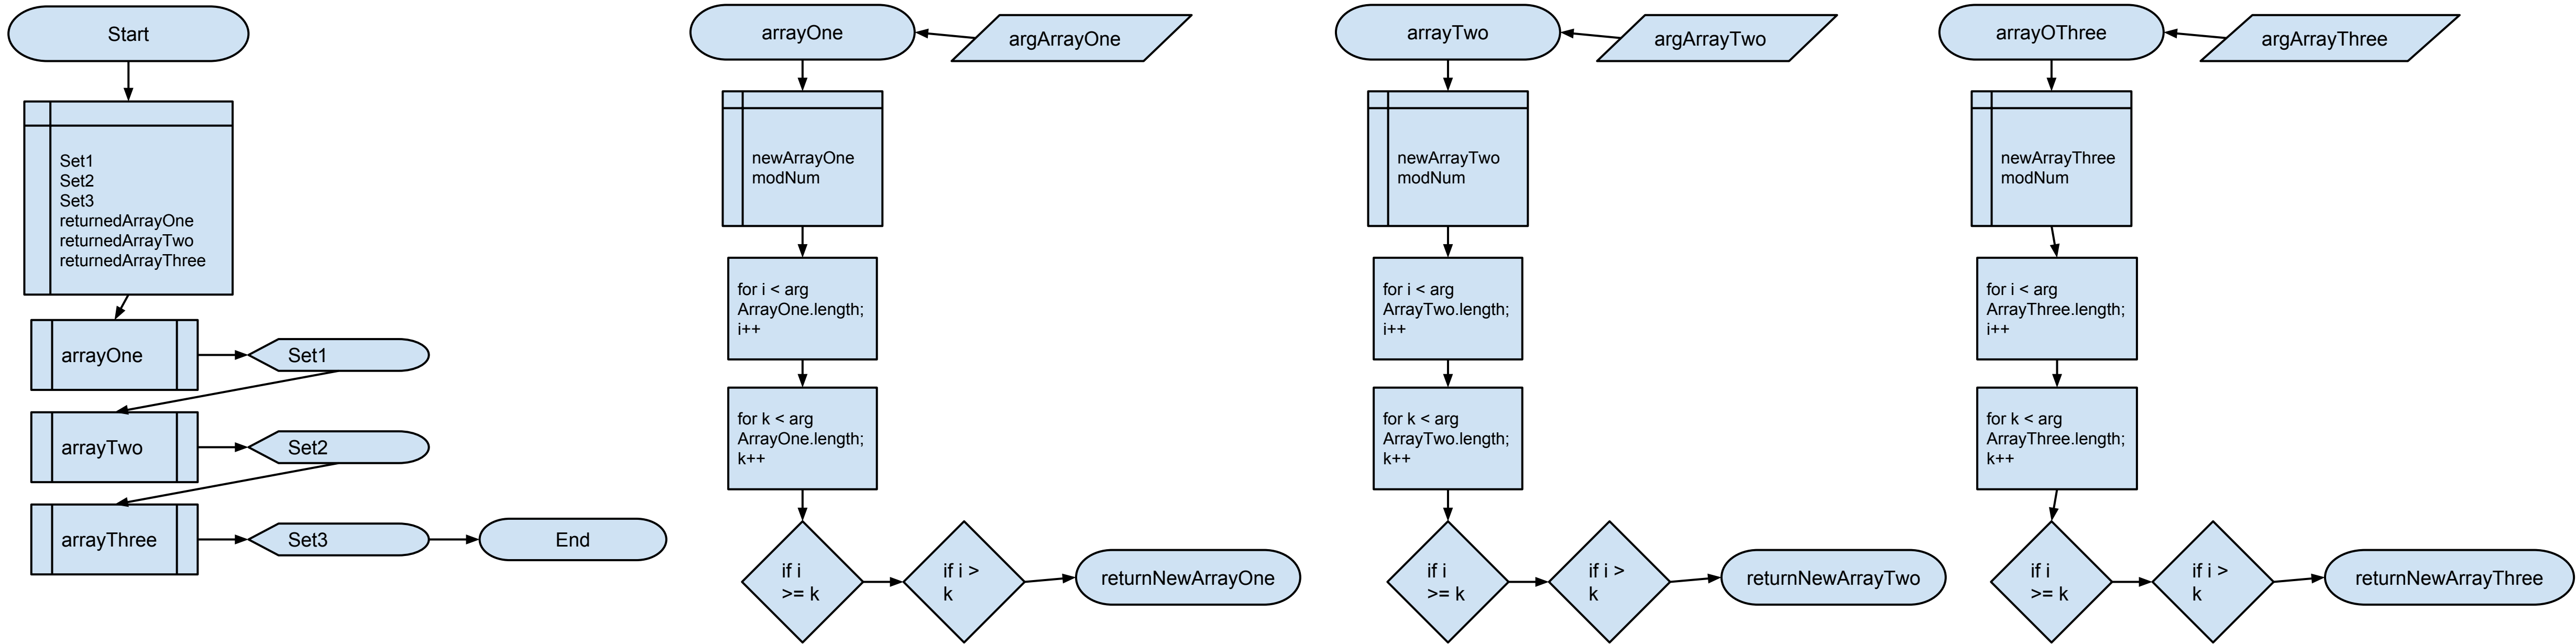 Start
Set1
Set2
Set3
returnedArrayOne
returnedArrayTwo
returnedArrayThree
arrayOne
Set1
arrayTwo
Set2
arrayThree
Set3
End
arrayOne
argArrayOne
newArrayOne
modNum
for i < arg
ArrayOne.length;
i++
for k < arg
ArrayOne.length;
k++
if i
>= k
if i >
k
returnNewArrayOne
arrayTwo
argArrayTwo
newArrayTwo
modNum
for i < arg
ArrayTwo.length;
i++
for k < arg
ArrayTwo.length;
k++
if i
>= k
if i >
k
returnNewArrayTwo
arrayOThree
argArrayThree
newArrayThree
modNum
for i < arg
ArrayThree.length;
i++
for k < arg
ArrayThree.length;
k++
if i
>= k
if i >
k
returnNewArrayThree